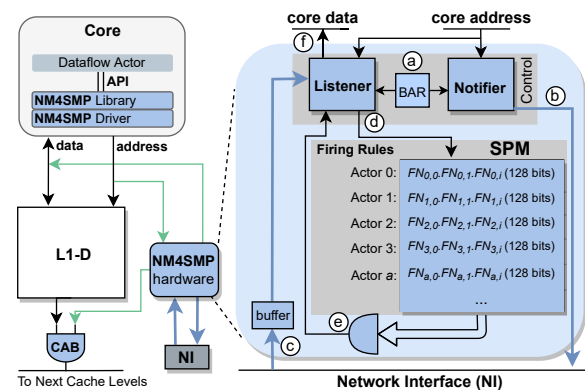 Core
Dataflow Actor
API
NM4SMP Library
NM4SMP Driver
data
address
L1-D
NM4SMP
hardware
CAB
NI
To Next Cache Levels
core data
core address
f
a
Listener
BAR
Notifier
Control
b
d
Firing Rules
SPM
Actor 0: FN0,0.FN0,1.FN0,i (128 bits)
Actor 1: FN1,0.FN1,1.FN1,i (128 bits)
Actor 2: FN2,0.FN2,1.FN2,i (128 bits)
Actor 3: FN3,0.FN3,1.FN3,i (128 bits)
Actor a: FNa,0.FNa,1.FNa,i (128 bits)
...
buffer
e
c
Network Interface (NI)